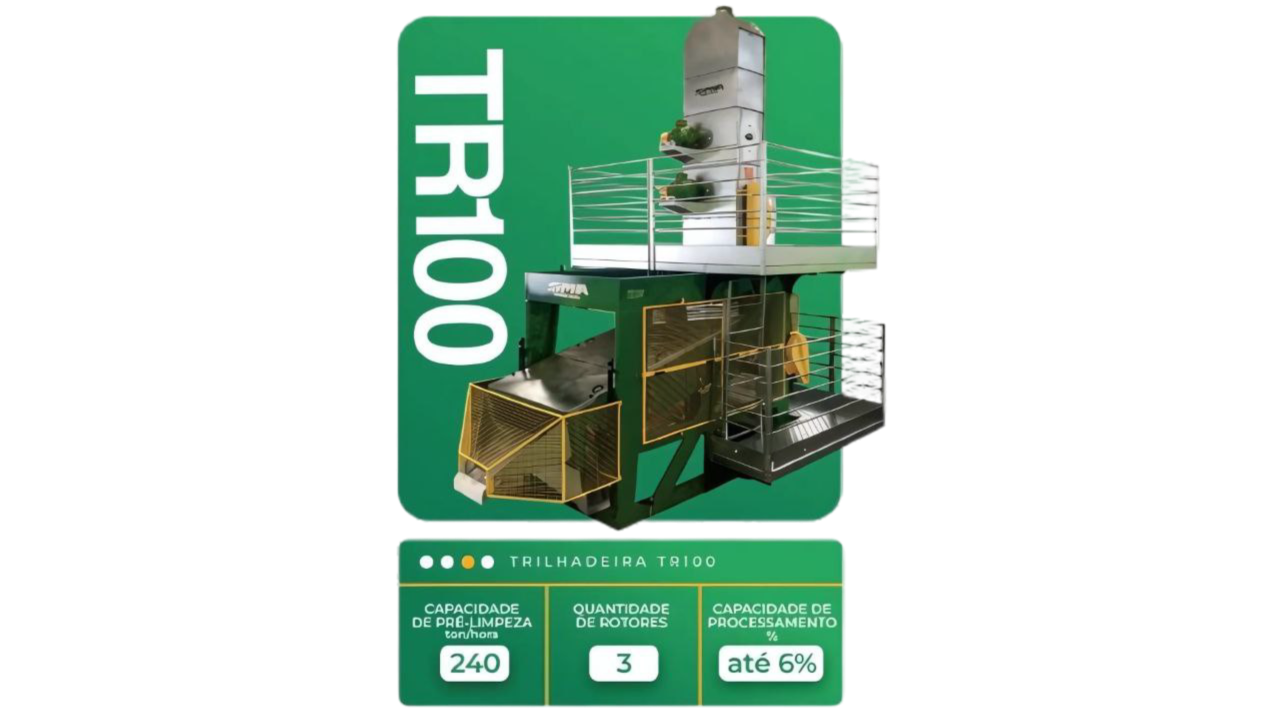 TR100
TRILHADEIRA TR100
CAPACIDADE
DE PRÉ-LIMPEZA
ton/hora
240
QUANTIDADE
DE ROTORES
3
CAPACIDADE DE
PROCESSAMENTO
%
até 6%